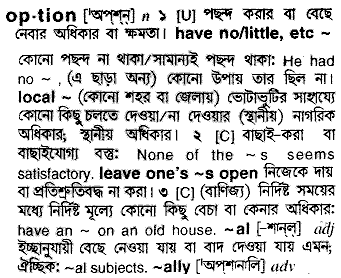 op·tion ['অপ্‌শ্‌ন্] n ১ [U] পছন্দ করার বা বেছে
নেবার অধিকার বা ক্ষমতা। have no/little, etc ~
কোনো পছন্দ না থাকা/সামান্যই পছন্দ থাকা: He had
no ~, (এ ছাড়া অন্য) কোনো উপায় তার ছিল না।
local ~ (কোনো শহর বা জেলায়) ভোটাভুটির সাহায্যে
কোনো কিছু চলতে দেওয়া/না দেওয়ার (স্থানীয়) নাগরিক
অধিকার; স্থানীয় অধিকার। ২ [C] বাছাই-করা বা
বাছাইযোগ্য বস্তু: None of the ~s seems
satisfactory. leave one's ~s open নিজেকে দায়
বা প্রতিশ্রুতিবদ্ধ না করা। ৩ [C] (বাণিজ্য) নির্দিষ্ট সময়ের
মধ্যে নির্দিষ্ট মূল্যে কোনো কিছু বেচা বা কেনার অধিকার:
have an ~ on an old house. ~al [-শানল্] adj
ইচ্ছানুযায়ী বেছে নেওয়া যায় বা বাদ দেওয়া যায় এমন;
ঐচ্ছিক: ~al subjects. ~ally ['অপ্‌শানালি] adv